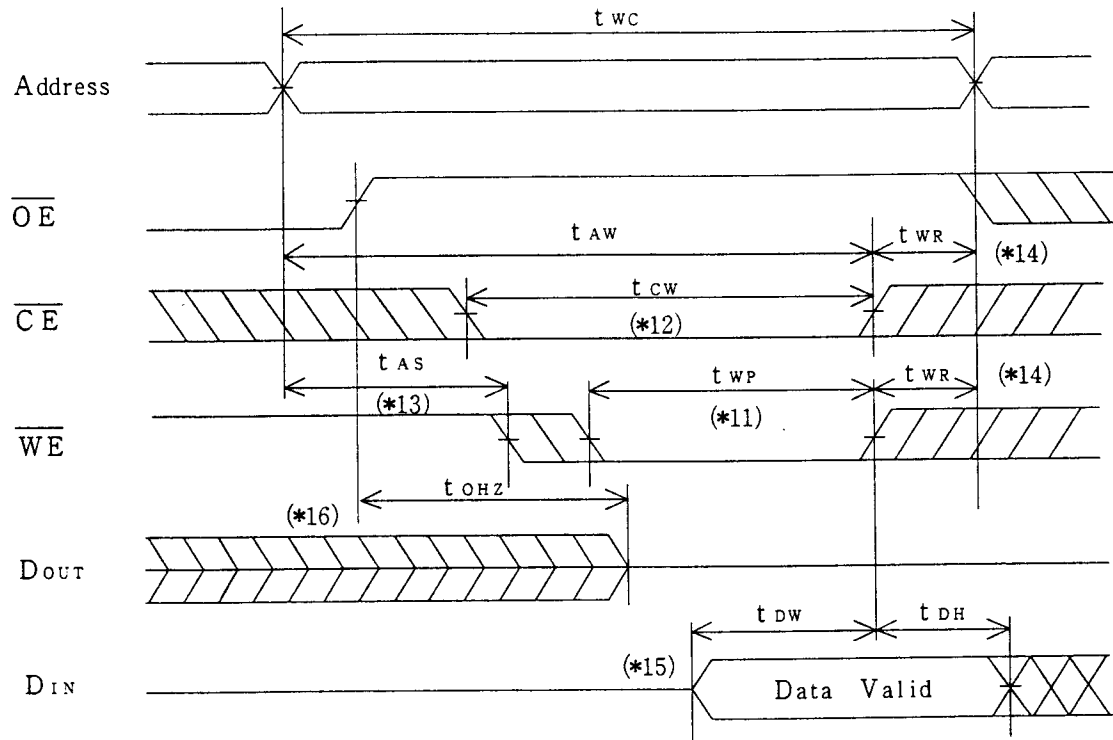 t WC
Address
OE
t AW
t WR
(*14)
CE
t CW
(*12)
t AS
t WP
t WR
(*14)
(*13)
(*11)
WE
t OHZ
(*16)
DOUT
t DW
t DH
(*15)
DIN
Data Valid